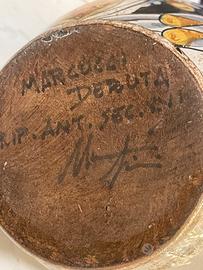 MARCUCCI
DERUTA
R.P. ANT. SEC. XVI